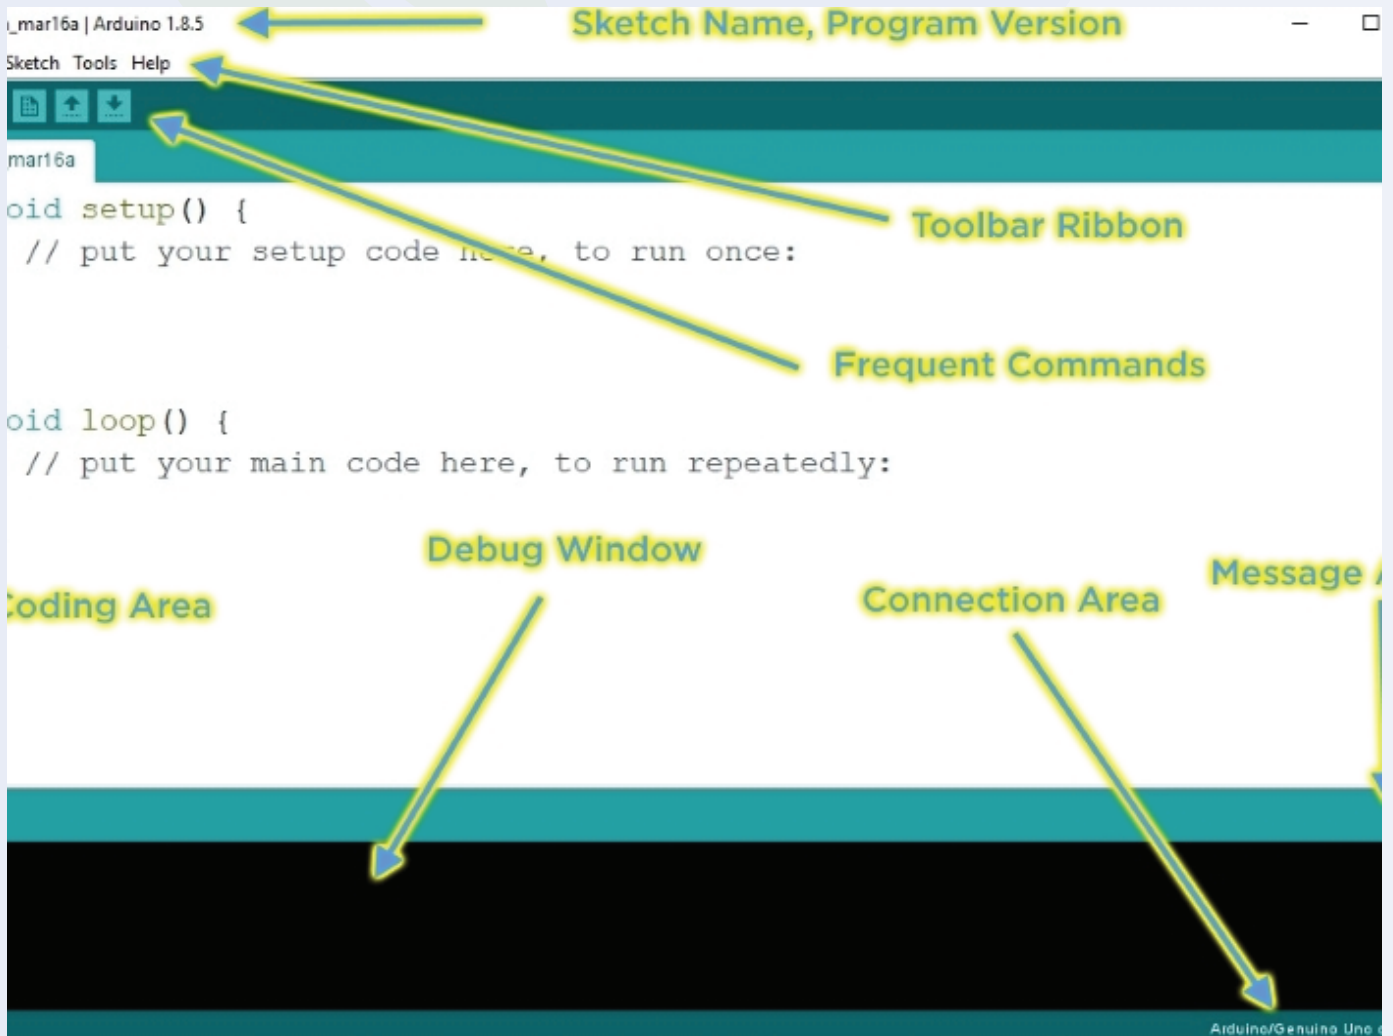 _mar16a | Arduino 1.8.5
Sketch Name, Program Version
Sketch Tools Help
mar16a
oid setup() {
Toolbar Ribbon
// put your setup code here, to run once:
Frequent Commands
oid loop() {
// put your main code here, to run repeatedly:
Debug Window
Message A
Connection Area
Coding Area
Arduino/Genuino Uno